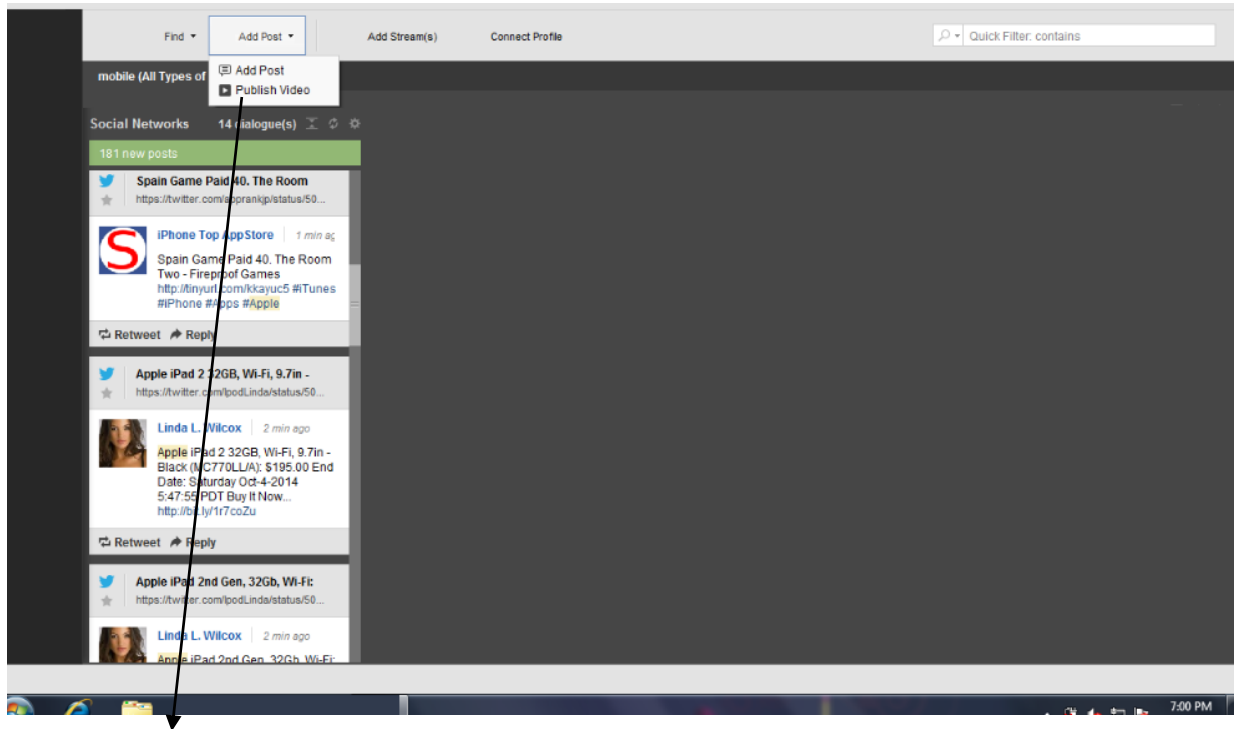 Find Add Post Add Stream(s) Connect Profile Quick Filter: contains
Add Post
Publish Video
mobile (All Types of
Social Networks 14 dialogue(s)
181 new posts
Spain Game Paid 40. The Room
https://twitter.com/apprankjp/status/50...
iPhone Top AppStore 1 min ag
Spain Game Paid 40. The Room
Two - Fireproof Games
http://tinyurl.com/kkayuc5 #iTunes
#iPhone #Apps #Apple
Retweet Reply
Apple iPad 2 32GB, Wi-Fi, 9.7in -
https://twitter.com/IpodLinda/status/50...
Linda L. Wilcox 2 min ago
Apple iPad 2 32GB, Wi-Fi, 9.7in -
Black (MC770LL/A): $195.00 End
Date: Saturday Oct-4-2014
5:47:55 PDT Buy It Now...
http://bit.ly/1r7coZu
Retweet Reply
Apple iPad 2nd Gen, 32Gb, Wi-Fi:
https://twitter.com/IpodLinda/status/50...
Linda L. Wilcox 2 min ago
Apple iPad 2nd Gen, 32Gb, Wi-Fi:
7:00 PM